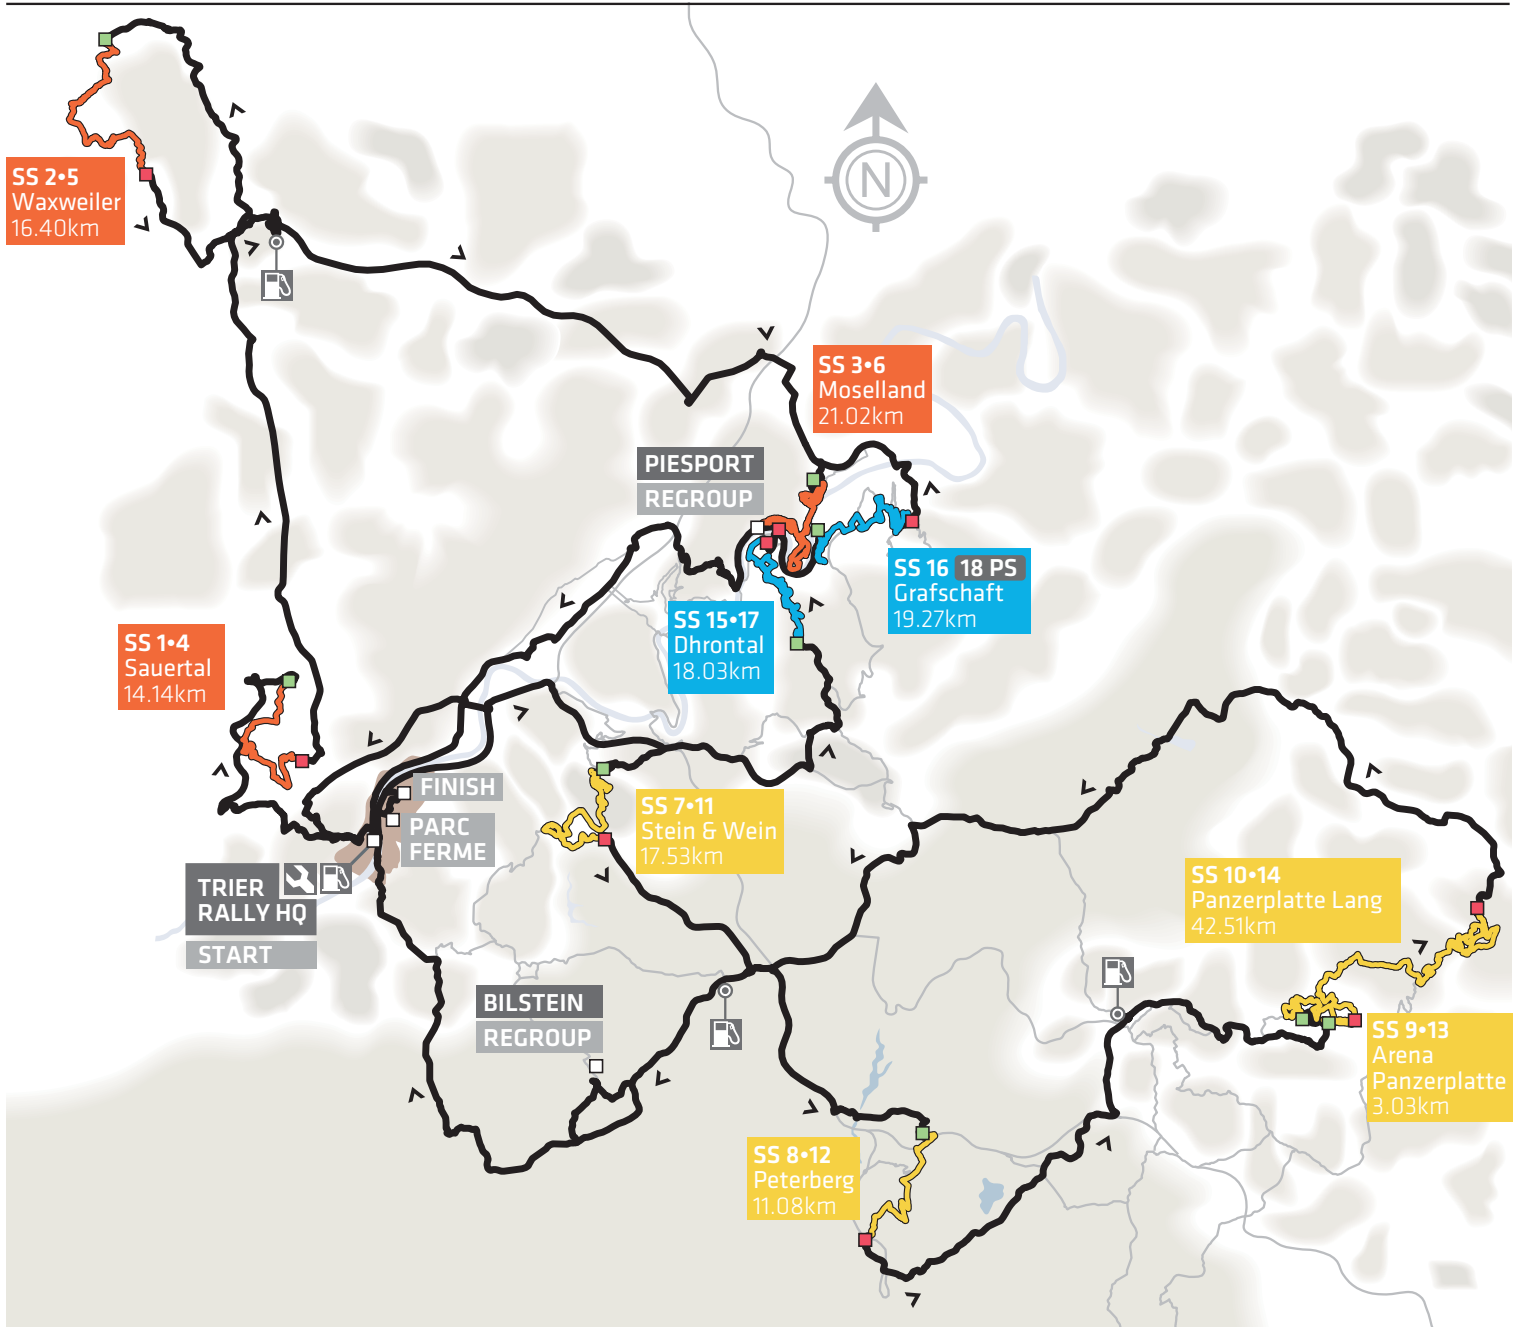 N
SS 2•5
Waxweiler
16.40km
SS 3•6
Moselland
21.02km
PIESPORT
REGROUP
SS 16 18 PS
Grafschaft
19.27km
SS 15•17
Dhrontal
18.03km
SS 1•4
Sauertal
14.14km
FINISH
PARC
FERME
SS 7•11
Stein & Wein
17.53km
TRIER
RALLY HQ
START
SS 10•14
Panzerplatte Lang
42.51km
BILSTEIN
REGROUP
SS 9•13
Arena
Panzerplatte
3.03km
SS 8•12
Peterberg
11.08km